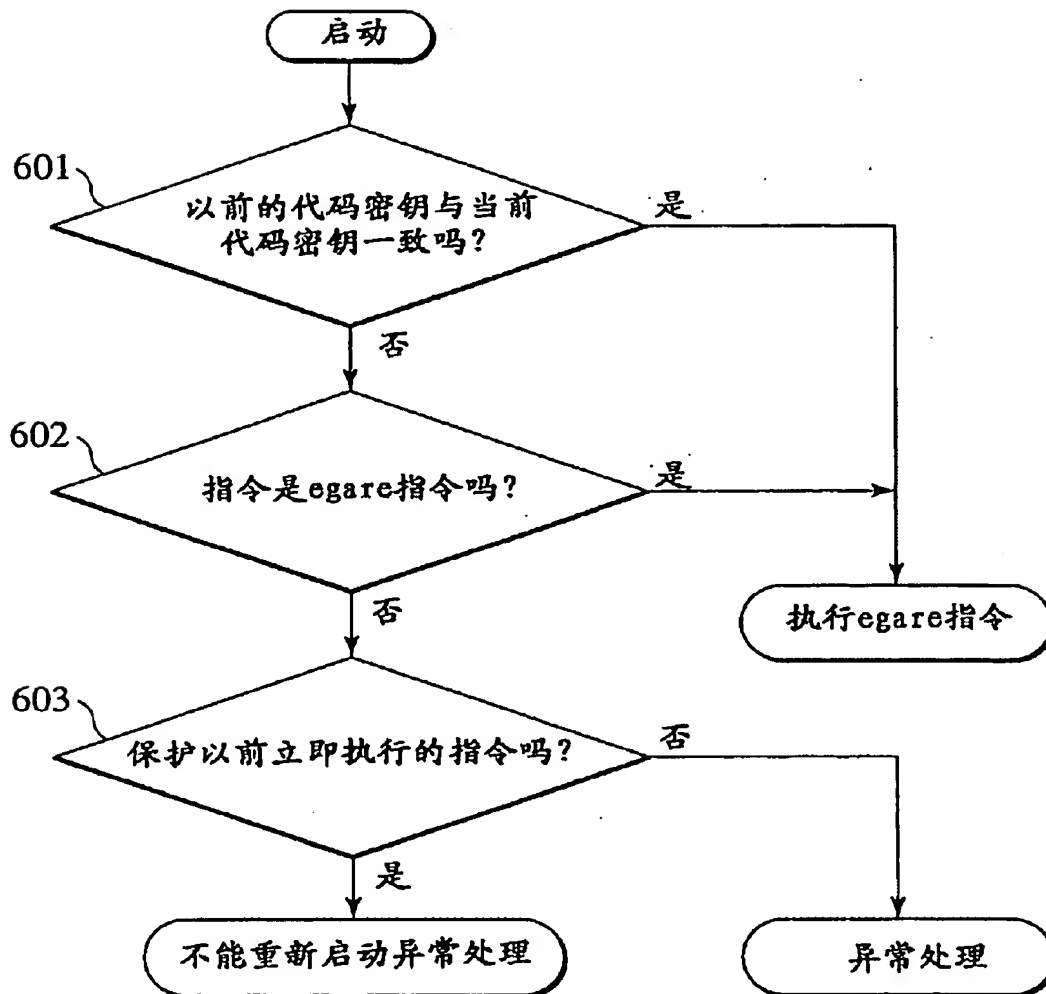 启动
601
以前的代码密钥与当前
代码密钥一致吗?
是
否
602
指令是egare指令吗?
是
否
执行egare指令
603
保护以前立即执行的指令吗?
否
是
不能重新启动异常处理
异常处理